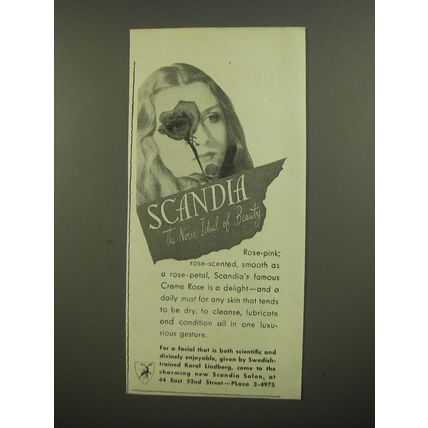 SCANDIA
The Norse Ideal of Beauty
Rose-pink;
rose-scented, smooth as
a rose-petal, Scandia's famous
Creme Rose is a delight—and a
daily must for any skin that tends
to be dry, to cleanse, lubricate
and condition all in one luxu-
rious gesture.
For a facial that is both scientific and
divinely enjoyable, given by Swedish-
trained Karol Lindberg, come to the
charming new Scandia Salon, at
44 East 52nd Street—PLaza 3-4975